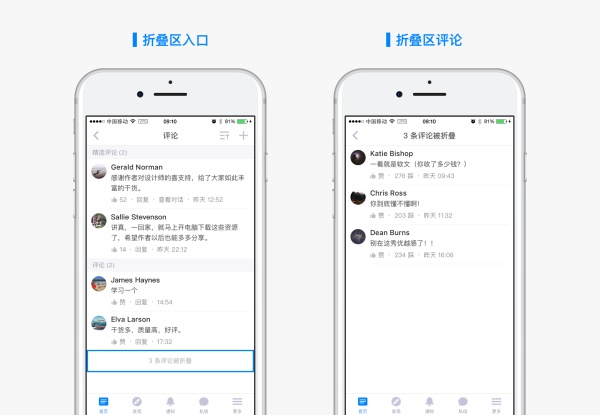 折叠区入口
折叠区评论
中国移动
VPN
09:10
81%
评论
精选评论 (2)
Gerald Norman
感谢作者对设计师的喜支持，给了大家如此丰
富的干货。
52 · 回复 · 查看对话 · 昨天 12:52
Sallie Stevenson
讲真，一回家，就马上开电脑下载这些资源
了，希望作者以后也能多多分享。
14 · 回复 · 昨天 22:12
评论 (2)
James Haynes
学习一个
赞 · 回复 · 14:54
Elva Larson
干货多，质量高，好评。
赞 · 回复 · 17:32
3 条评论被折叠
首页
发现
通知
私信
更多
中国移动
VPN
09:10
81%
3 条评论被折叠
Katie Bishop
一看就是软文（你收了多少钱？）
赞 · 276 踩 · 昨天 09:43
Chris Ross
你到底懂不懂啊！
赞 · 203 踩 · 昨天 11:32
Dean Burns
别在这秀优越感了！！
赞 · 234 踩 · 昨天 16:08
首页
发现
通知
私信
更多